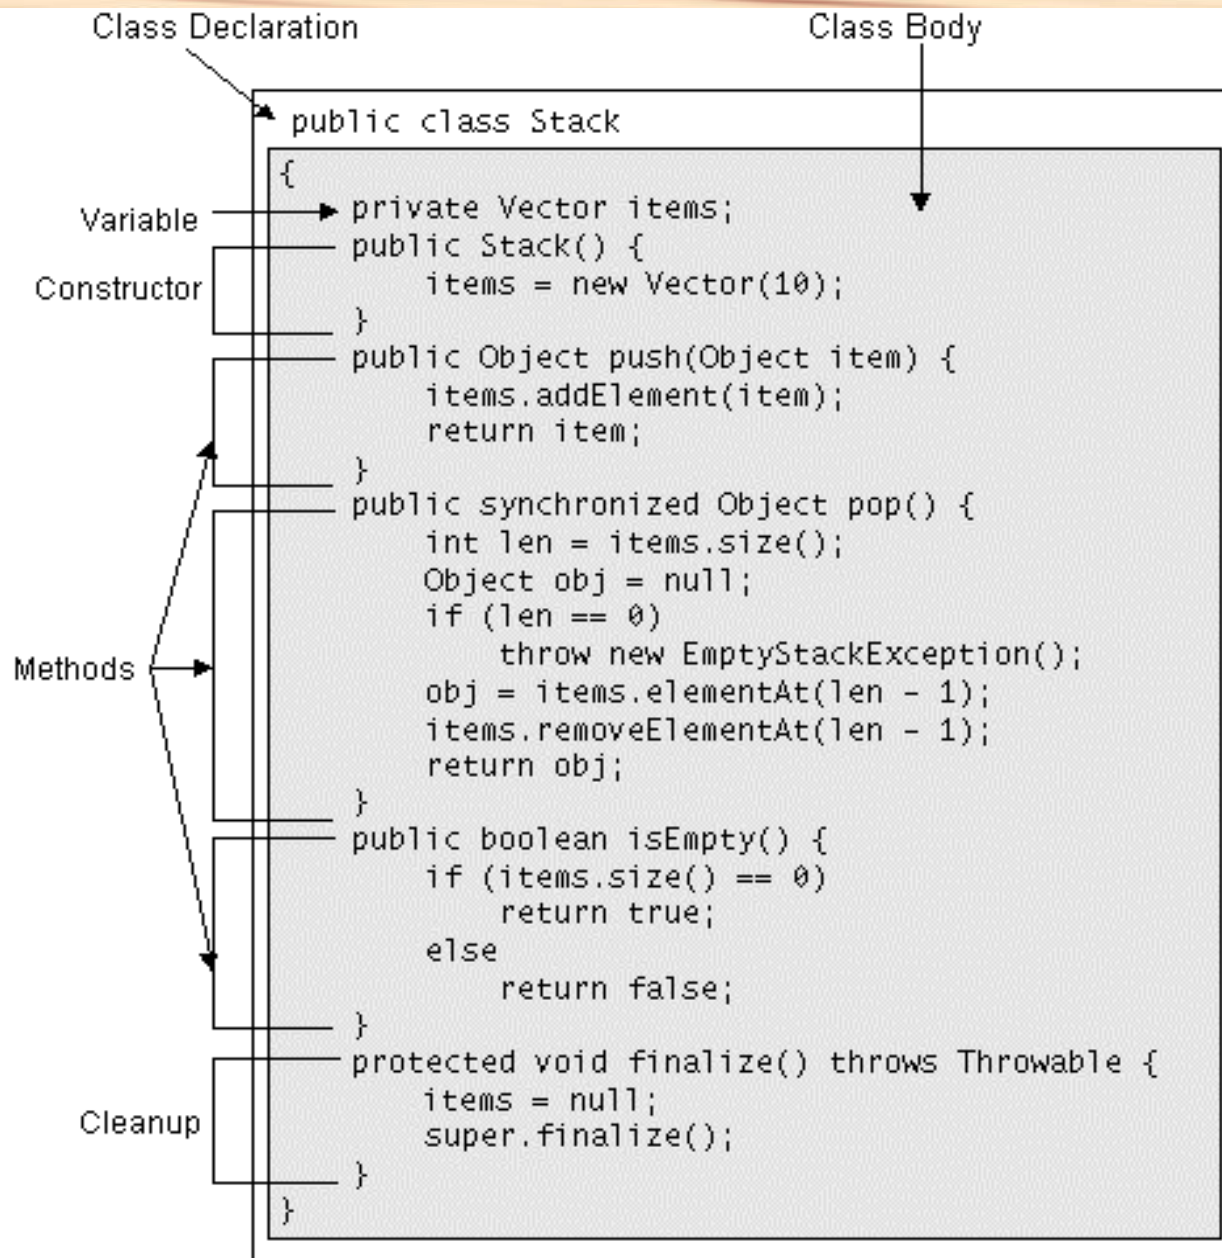 Class Declaration
Class Body
public class Stack
{
Variable
private Vector items;
public Stack() {
Constructor
items = new Vector(10);
}
public Object push(Object item) {
items.addElement(item);
return item;
}
public synchronized Object pop() {
int len = items.size();
Object obj = null;
if (len == 0)
throw new EmptyStackException();
Methods
obj = items.elementAt(len - 1);
items.removeElementAt(len - 1);
return obj;
}
public boolean isEmpty() {
if (items.size() == 0)
return true;
else
return false;
}
protected void finalize() throws Throwable {
items = null;
Cleanup
super.finalize();
}
}